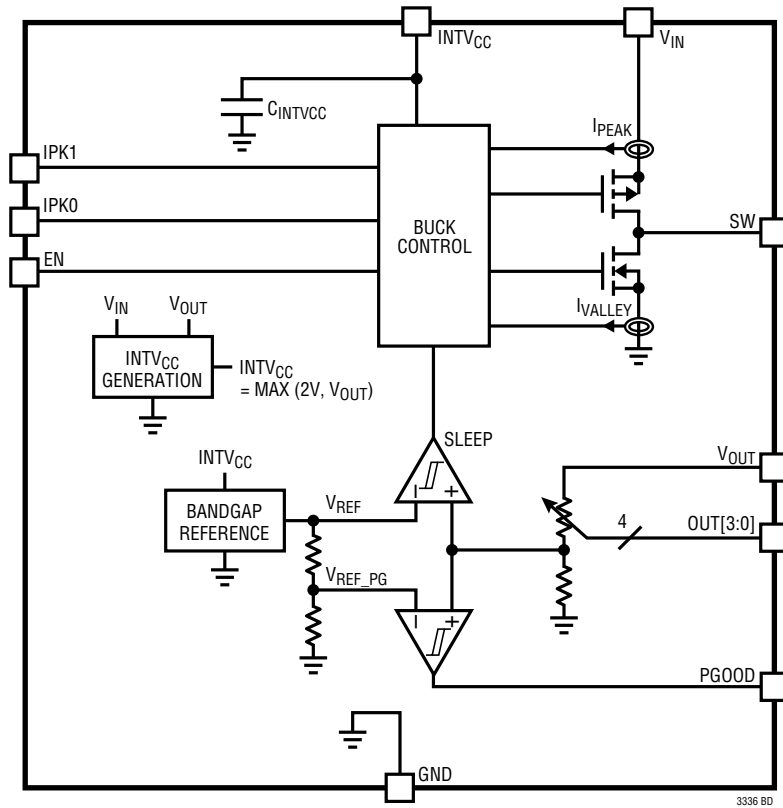 INTVCC
VIN
CINTVCC
IPEAK
IPK1
IPK0
BUCK
CONTROL
SW
EN
VIN
VOUT
IVALLEY
INTVCC
GENERATION
INTVCC
= MAX (2V, VOUT)
SLEEP
INTVCC
VOUT
BANDGAP
REFERENCE
VREF
– +
4
OUT[3:0]
VREF_PG
– +
PGOOD
GND
3336 BD